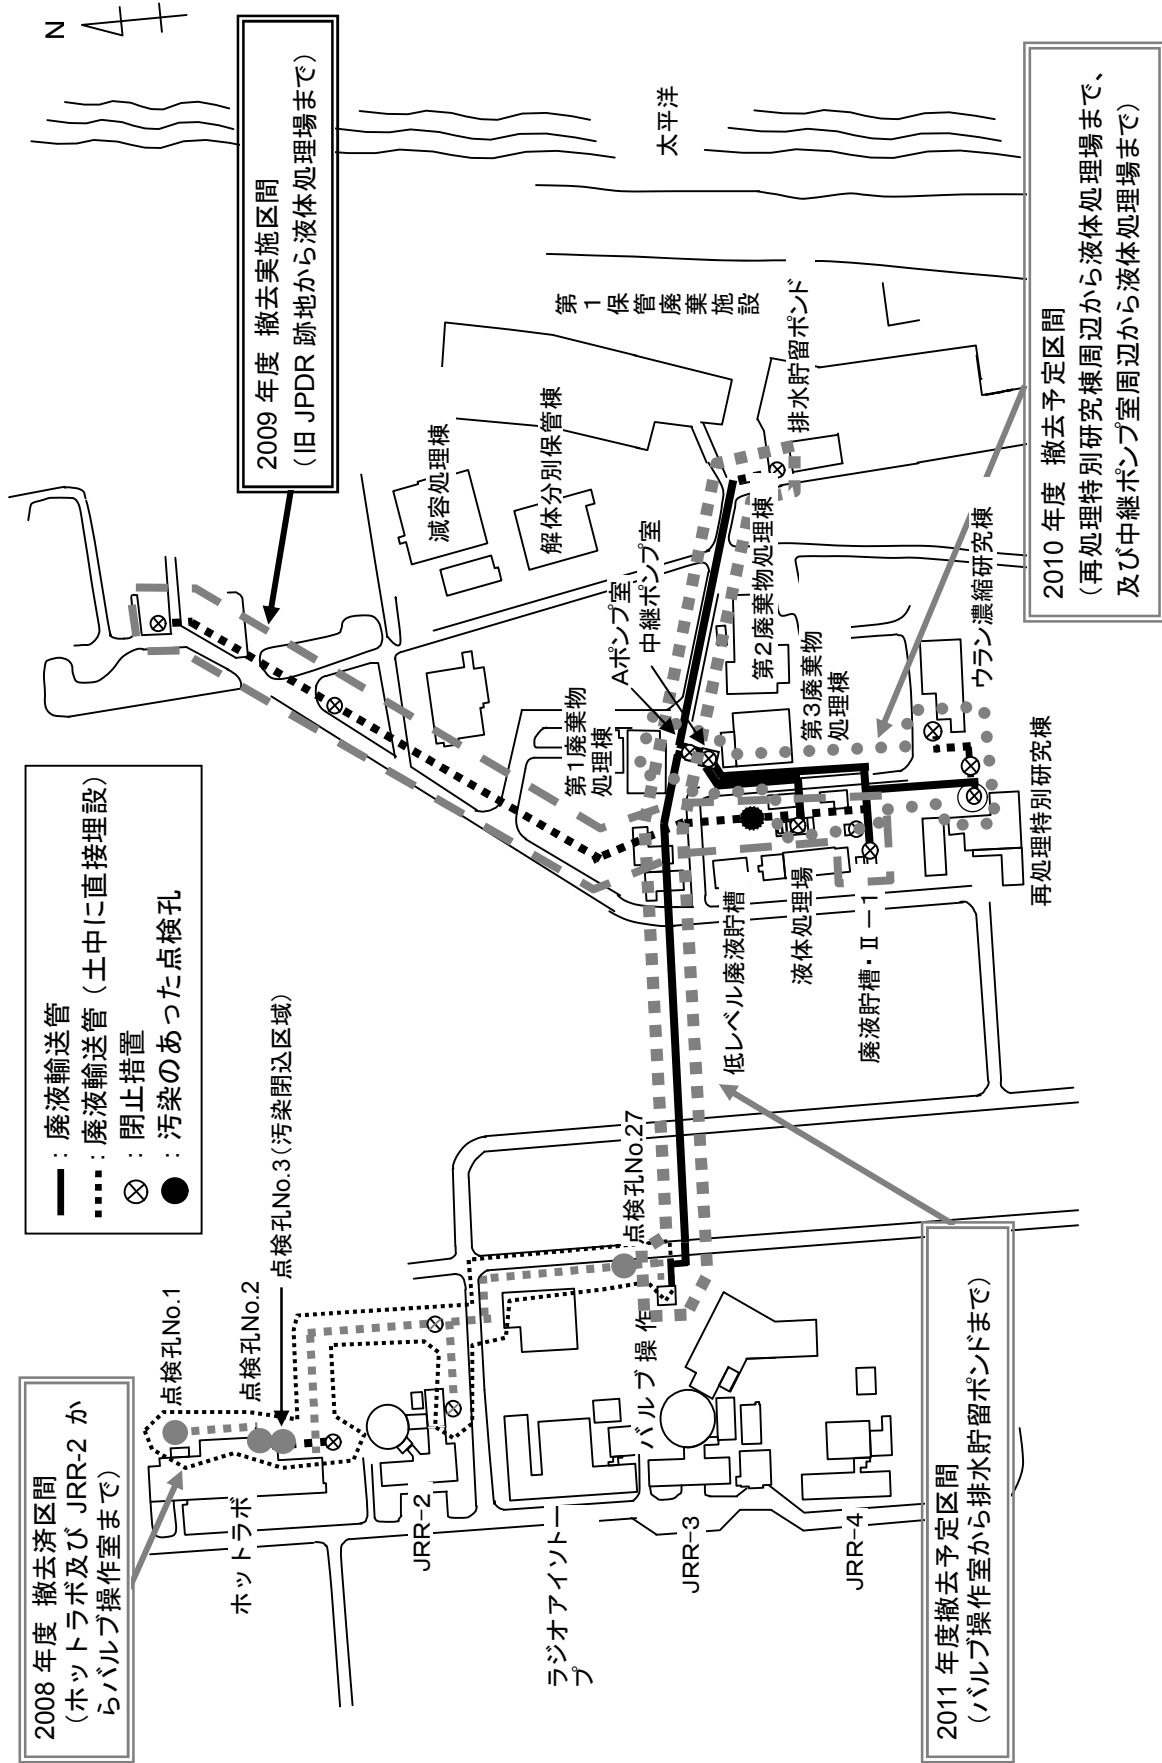 N
2009 年度 撤去実施区間
（旧 JPDR 跡地から液体処理場まで）
太平洋
2010 年度 撤去予定区間
（再処理特別研究棟周辺から液体処理場まで、
及び中継ポンプ室周辺から液体処理場まで）
第１保管廃棄施設
排水貯留ポンド
減容処理棟
解体分別保管棟
Aポンプ室
中継ポンプ室
第２廃棄物処理棟
第３廃棄物
処理棟
ウラン濃縮研究棟
第１廃棄物
処理棟
再処理特別研究棟
低レベル廃液貯槽
液体処理場
廃液貯槽・Ⅱ－１
：廃液輸送管
：廃液輸送管（土中に直接埋設）
：閉止措置
：汚染のあった点検孔
点検孔No.1
点検孔No.2
点検孔No.3（汚染閉込区域）
点検孔No.27
バルブ操作
2008 年度 撤去済区間
（ホットラボ及び JRR-2 か
らバルブ操作室まで）
ホットラボ
JRR-2
ラジオアイソトー
プ
JRR-3
JRR-4
2011 年度撤去予定区間
（バルブ操作室から排水貯留ポンドまで）